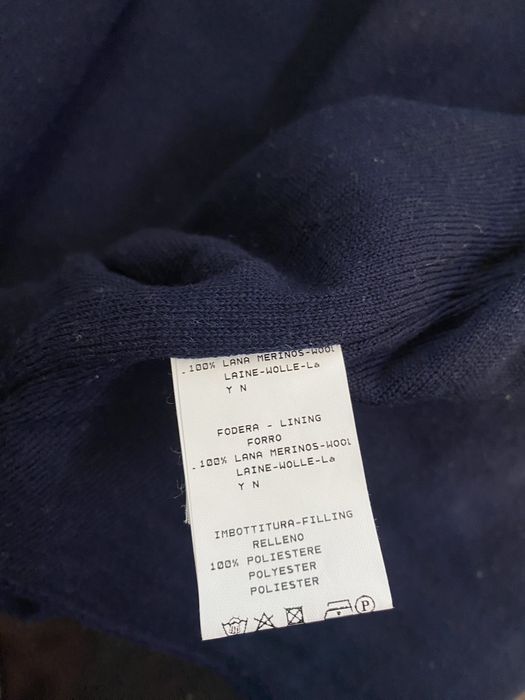 .100% LANA MERINOS-WOOL
LAINE-WOLLE-La
Y N
FODERA - LINING
FORRO
.100% LANA MERINOS-WOOL
LAINE-WOLLE-La
Y N
IMBOTTITURA-FILLING
RELLENO
100% POLIESTERE
POLYESTER
POLIESTER
P